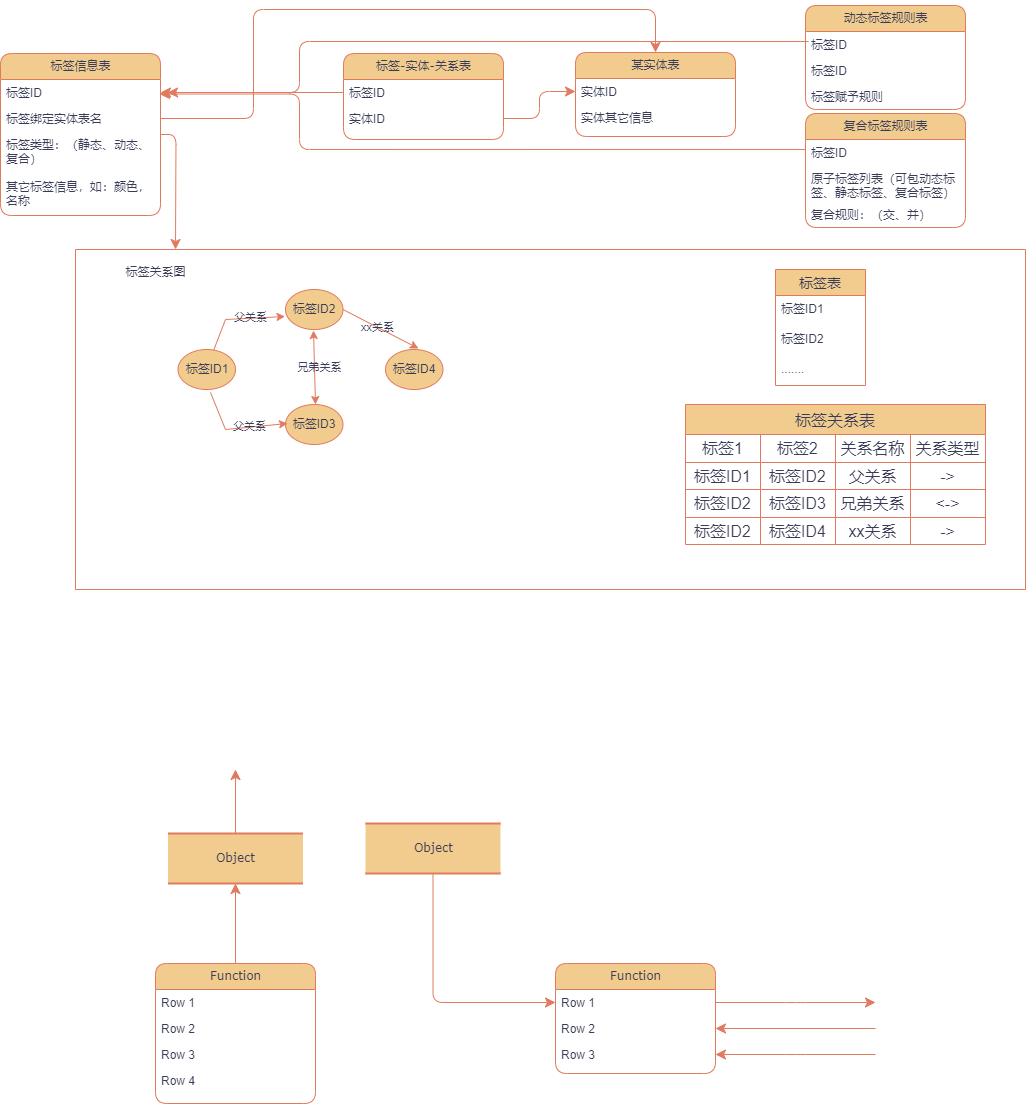 标签信息表
标签ID
标签绑定实体表名
标签类型：（静态、动态、
复合）
其它标签信息，如：颜色，
名称
标签-实体-关系表
标签ID
实体ID
某实体表
实体ID
实体其它信息
动态标签规则表
标签ID
标签ID
标签赋予规则
复合标签规则表
标签ID
原子标签列表（可包动态标
签、静态标签、复合标签）
复合规则：（交、并）
标签关系图
标签ID1
父关系
标签ID2
xx关系
标签ID4
兄弟关系
父关系
标签ID3
标签表
标签ID1
标签ID2
.......
标签关系表
标签1 标签2 关系名称 关系类型
标签ID1 标签ID2 父关系 ->
标签ID2 标签ID3 兄弟关系 <->
标签ID2 标签ID4 xx关系 ->
Object
Function
Row 1
Row 2
Row 3
Row 4
Object
Function
Row 1
Row 2
Row 3